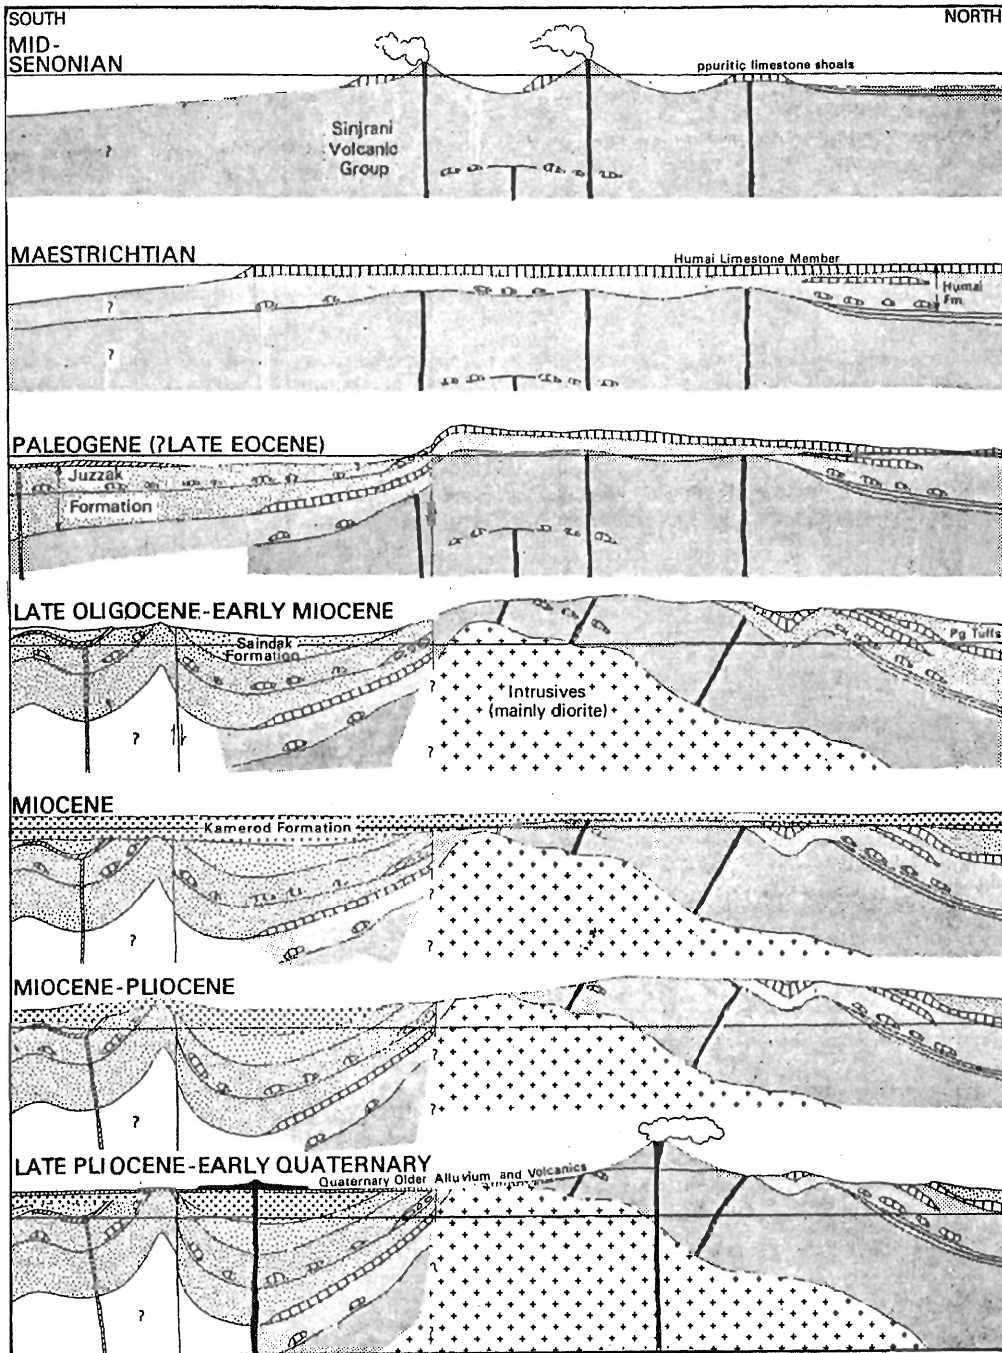 SOUTH
NORTH
MID-
SENONIAN
ppuritic limestone shoals
Sinjrani
Volcanic
Group
?
MAESTRICHTIAN
Humai Limestone Member
Humai
Fm
?
?
PALEOGENE (?LATE EOCENE)
Juzzak
Formation
?
LATE OLIGOCENE-EARLY MIOCENE
Saindak
Formation
Pg Tuffs
Intrusives
(mainly diorite)
?
?
?
MIOCENE
Kamerod Formation
?
?
?
MIOCENE-PLIOCENE
?
?
?
LATE PLIOCENE-EARLY QUATERNARY
Quaternary Older Alluvium and Volcanics
?
?
?